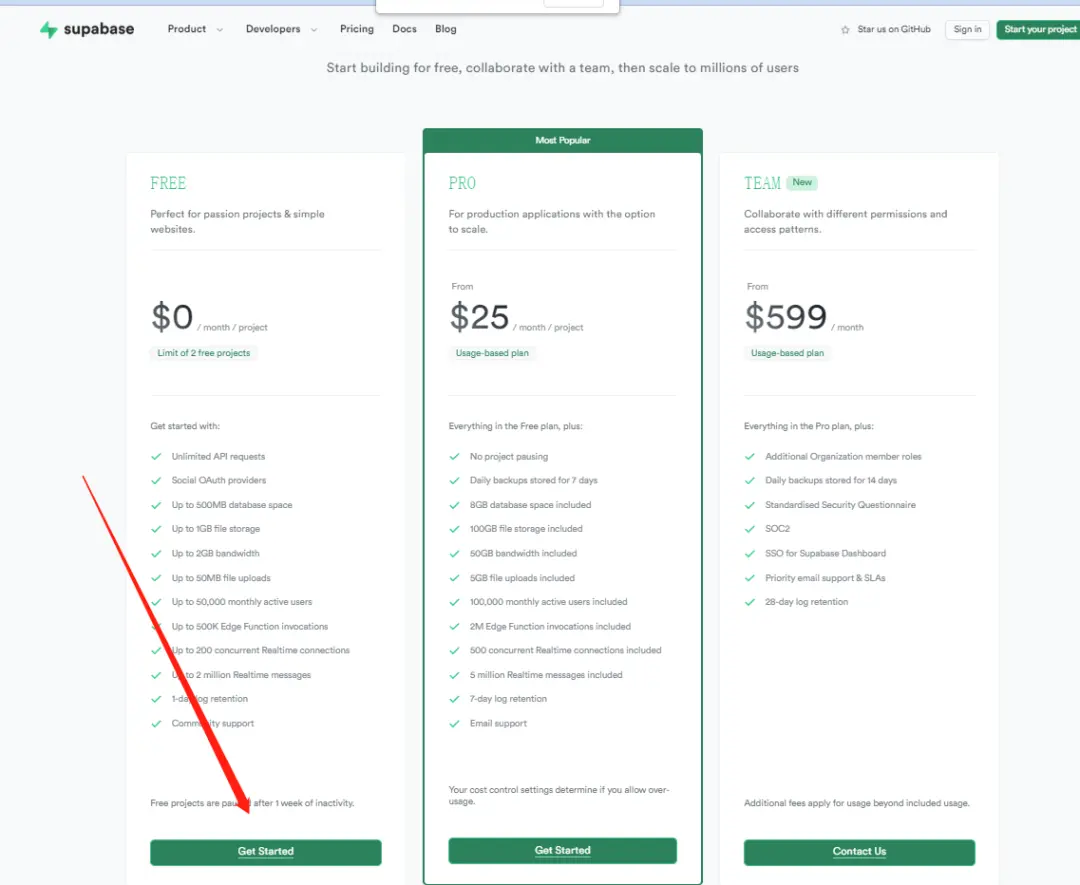 supabase
Product
Developers
Pricing
Docs
Blog
Star us on GitHub
Sign in
Start your project
Start building for free, collaborate with a team, then scale to millions of users
FREE
Perfect for passion projects & simple
websites.
$0 / month / project
Limit of 2 free projects
Get started with:
Unlimited API requests
Social OAuth providers
Up to 500MB database space
Up to 1GB file storage
Up to 2GB bandwidth
Up to 50MB file uploads
Up to 50,000 monthly active users
Up to 500K Edge Function invocations
Up to 200 concurrent Realtime connections
Up to 2 million Realtime messages
1-day log retention
Community support
Free projects are paused after 1 week of inactivity.
Get Started
Most Popular
PRO
For production applications with the option
to scale.
From
$25 / month / project
Usage-based plan
Everything in the Free plan, plus:
No project pausing
Daily backups stored for 7 days
8GB database space included
100GB file storage included
50GB bandwidth included
5GB file uploads included
100,000 monthly active users included
2M Edge Function invocations included
500 concurrent Realtime connections included
5 million Realtime messages included
7-day log retention
Email support
Your cost control settings determine if you allow over-
usage.
Get Started
TEAM New
Collaborate with different permissions and
access patterns.
From
$599 / month
Usage-based plan
Everything in the Pro plan, plus:
Additional Organization member roles
Daily backups stored for 14 days
Standardised Security Questionnaire
SOC2
SSO for Supabase Dashboard
Priority email support & SLAs
28-day log retention
Additional fees apply for usage beyond included usage.
Contact Us